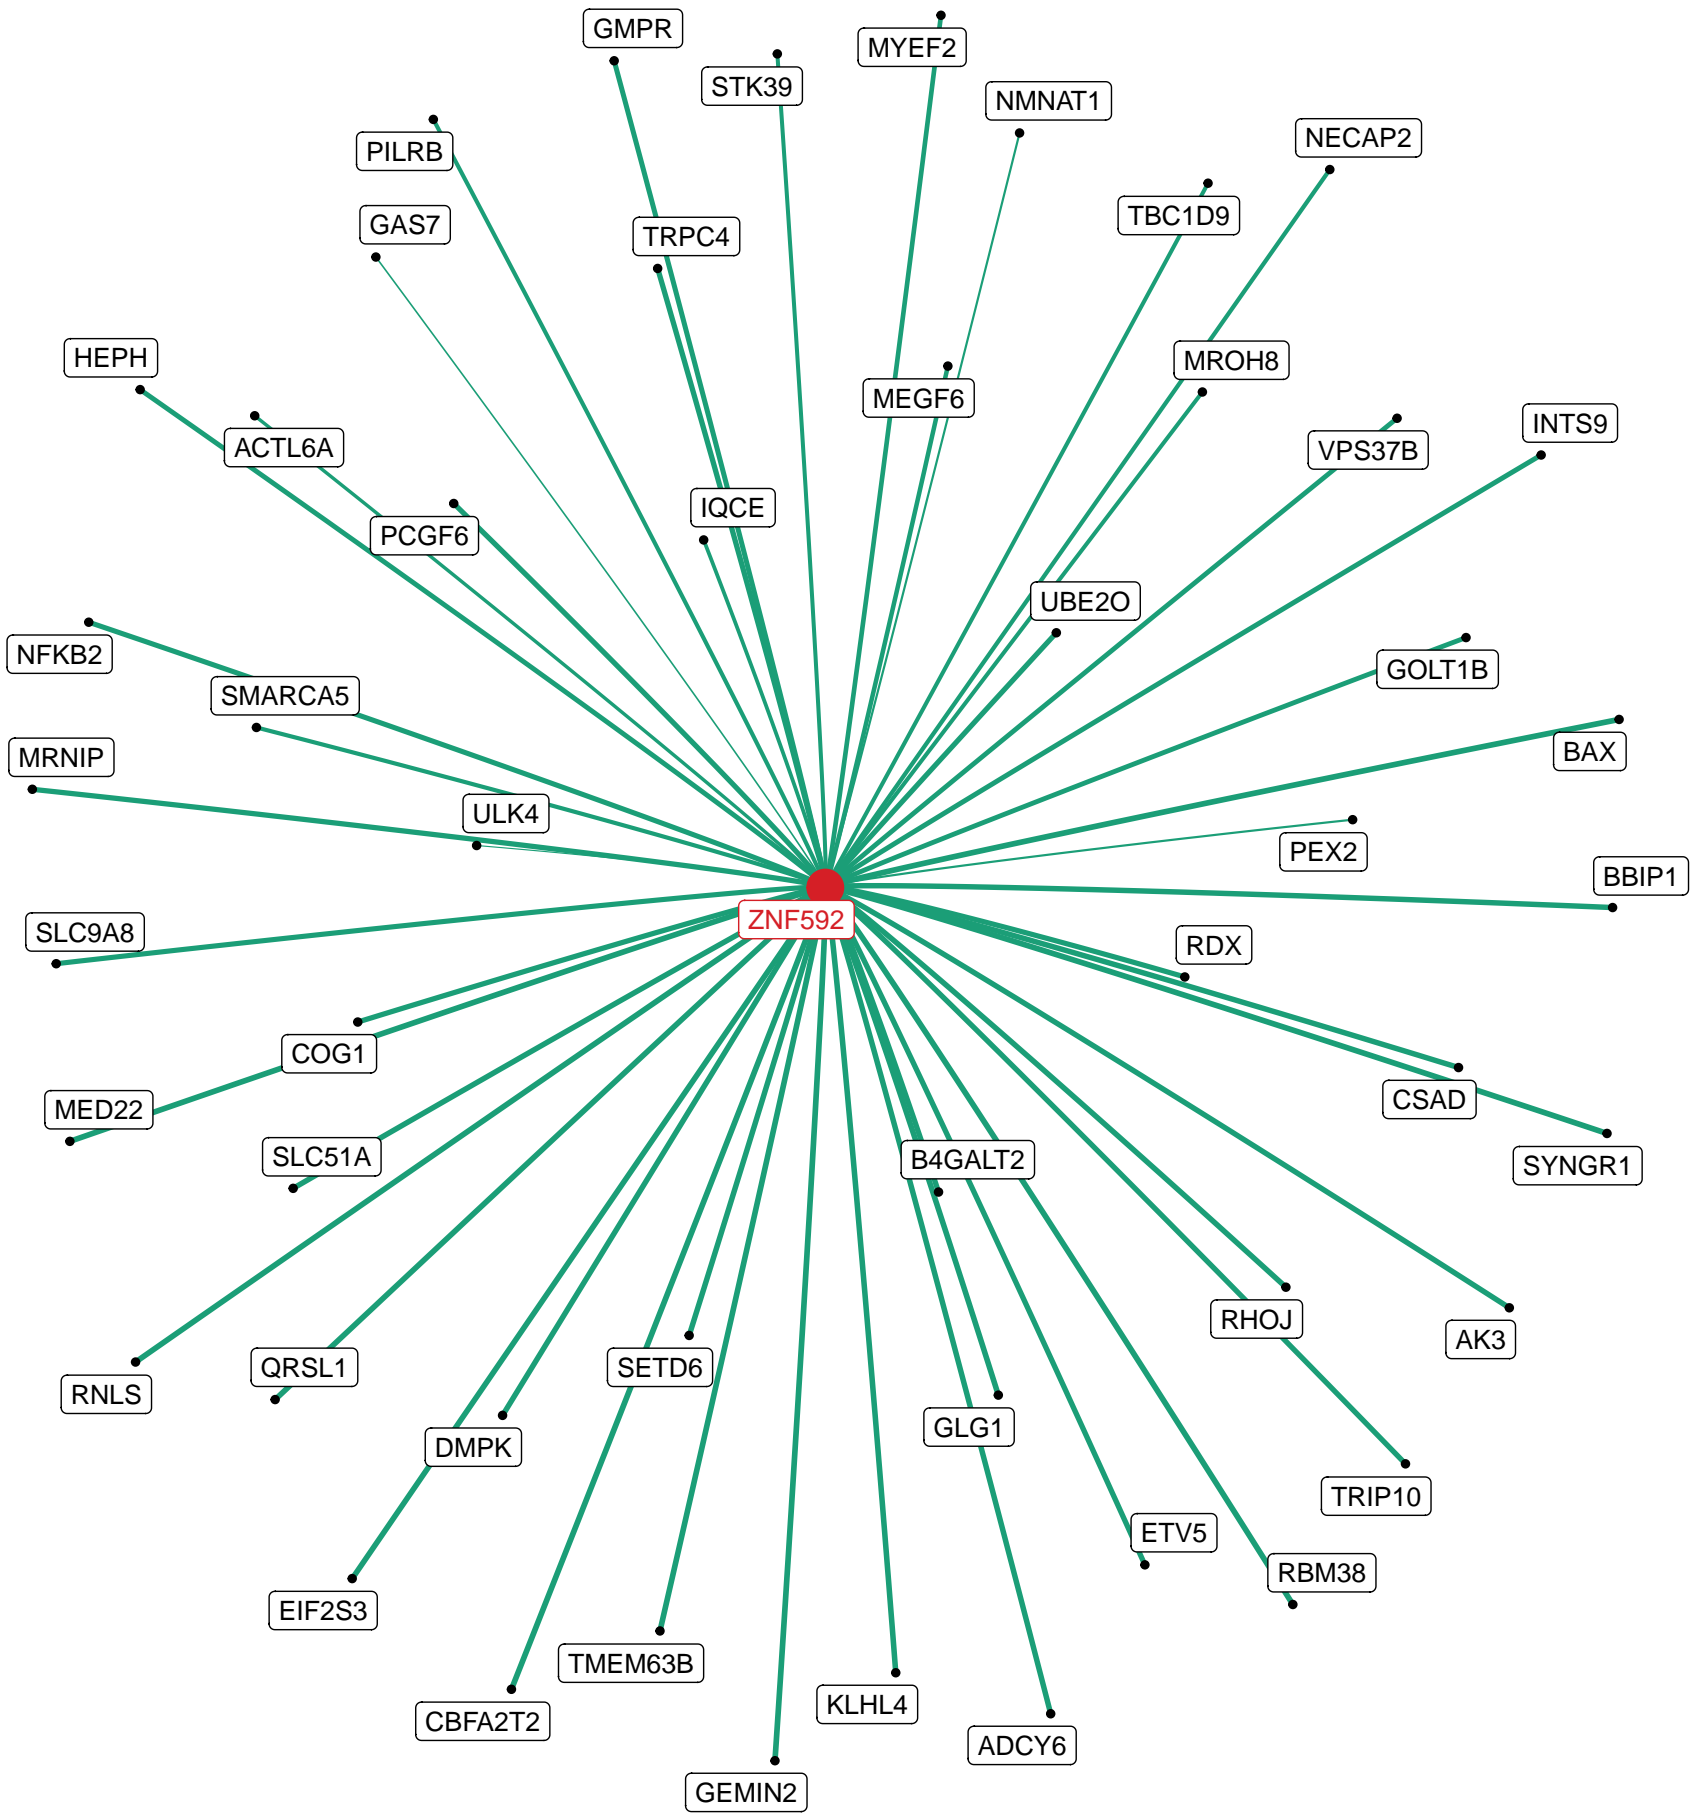 GMPR
MYEF2
STK39
NMNAT1
NECAP2
PILRB
TBC1D9
GAS7
TRPC4
HEPH
MROH8
MEGF6
INTS9
ACTL6A
VPS37B
IQCE
PCGF6
UBE2O
NFKB2
GOLT1B
SMARCA5
BAX
MRNIP
ULK4
PEX2
BBIP1
ZNF592
SLC9A8
RDX
COG1
CSAD
MED22
SLC51A
B4GALT2
SYNGR1
RHOJ
AK3
QRSL1
SETD6
RNLS
GLG1
DMPK
TRIP10
ETV5
RBM38
EIF2S3
TMEM63B
KLHL4
CBFA2T2
ADCY6
GEMIN2